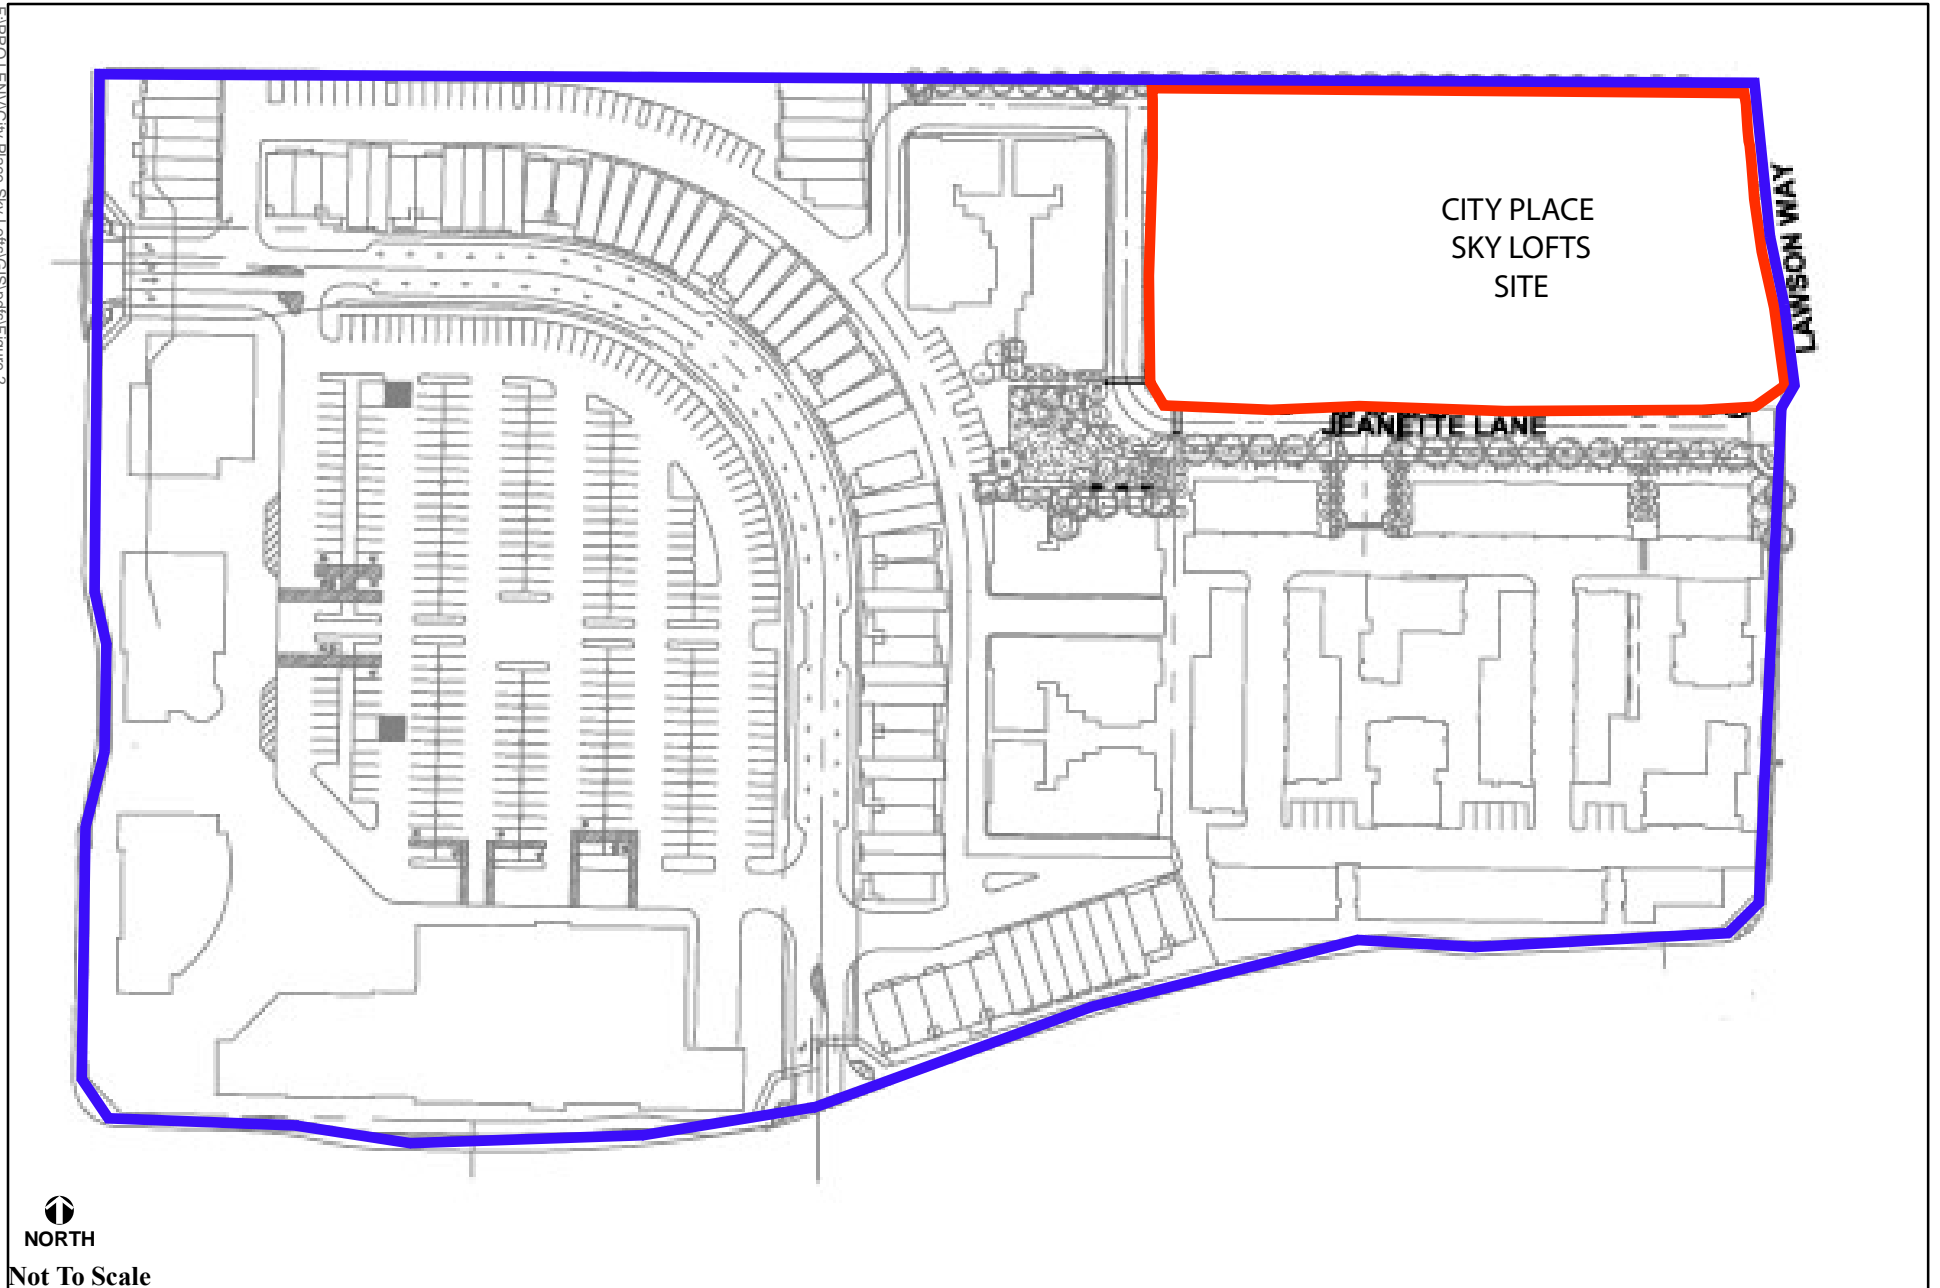 CITY PLACE
SKY LOFTS
SITE
LAWSON WAY
JEANETTE LANE
NORTH
Not To Scale